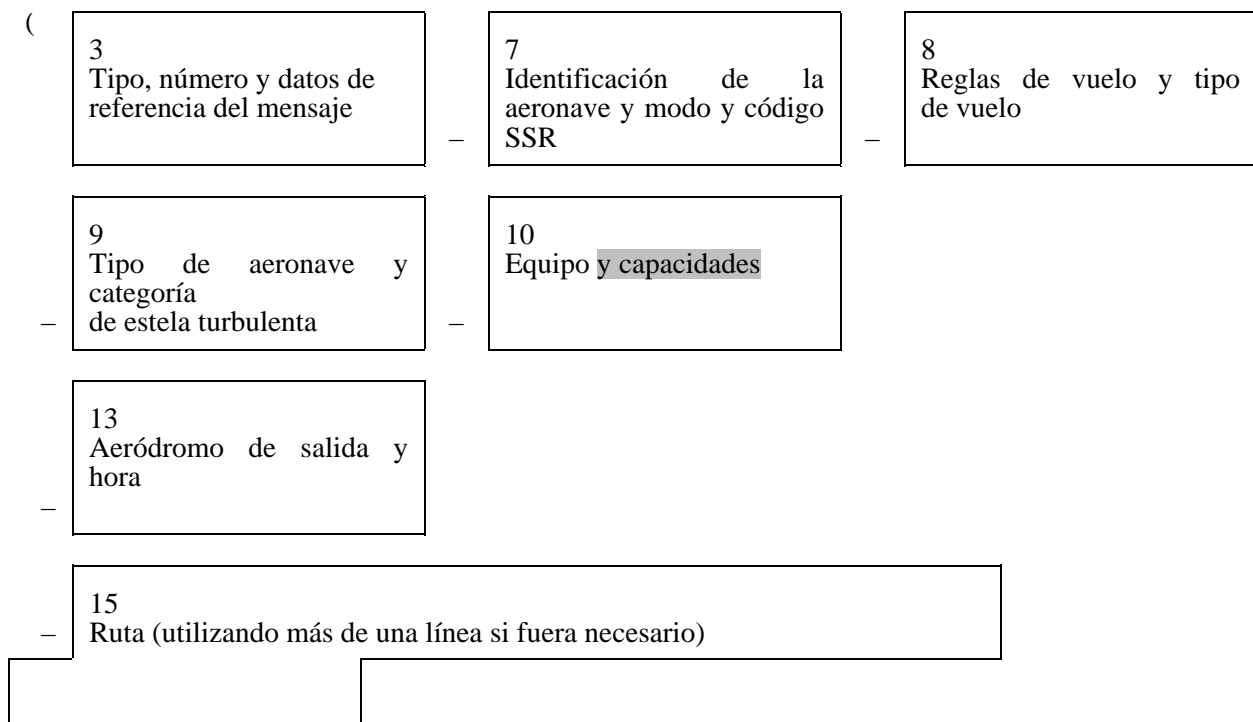 (
3
Tipo, número y datos de
referencia del mensaje
–
7
Identificación de la
aeronave y modo y código
SSR
–
8
Reglas de vuelo y tipo
de vuelo
–
9
Tipo de aeronave y
categoría
de estela turbulenta
–
10
Equipo y capacidades
–
13
Aeródromo de salida y
hora
–
15
Ruta (utilizando más de una línea si fuera necesario)